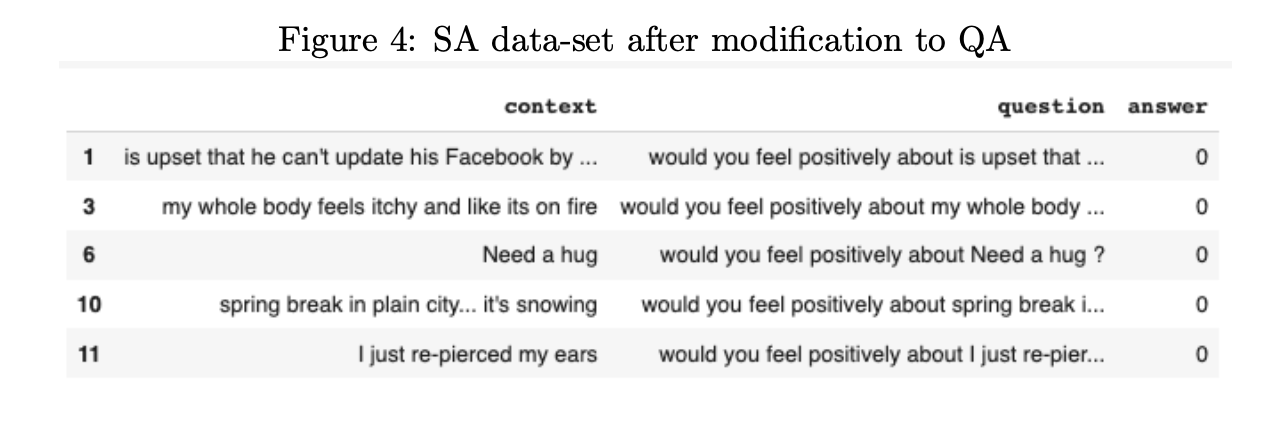 Figure 4: SA data-set after modification to QA
context question answer
1 is upset that he can't update his Facebook by ... would you feel positively about is upset that ... 0
3 my whole body feels itchy and like its on fire would you feel positively about my whole body ... 0
6 Need a hug would you feel positively about Need a hug ? 0
10 spring break in plain city... it's snowing would you feel positively about spring break i... 0
11 I just re-pierced my ears would you feel positively about I just re-pier... 0